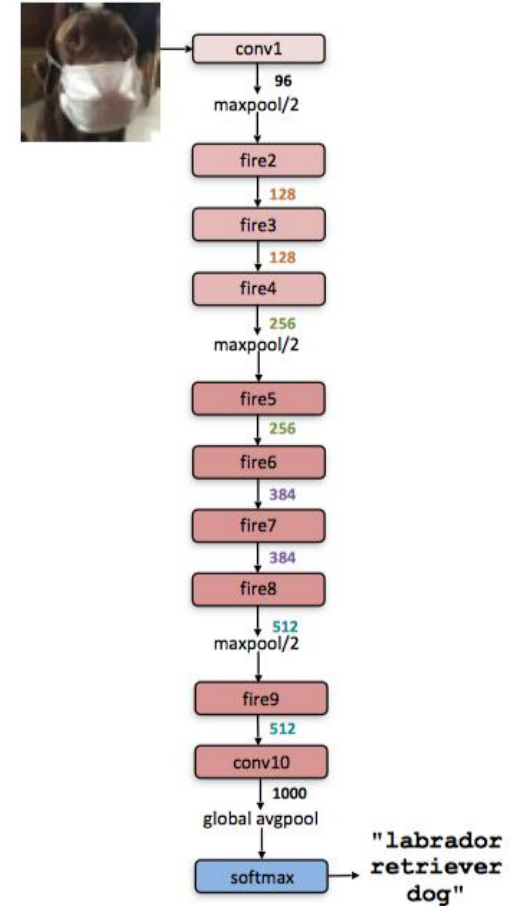 conv1
96
maxpool/2
fire2
128
fire3
128
fire4
256
maxpool/2
fire5
256
fire6
384
fire7
384
fire8
512
maxpool/2
fire9
512
conv10
1000
global avgpool
softmax
"labrador
retriever
dog"